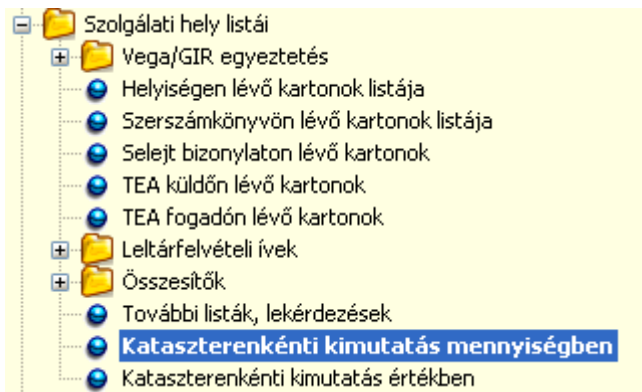 Szolgálati hely listái
Vega/GIR egyeztetés
Helyiségen lévő kartonok listája
Szerszámkönyvön lévő kartonok listája
Selejt bizonylaton lévő kartonok
TEA küldőn lévő kartonok
TEA fogadón lévő kartonok
Leltárfelvételi ívek
Összesítők
További listák, lekérdezések
Kataszterenkénti kimutatás mennyiségben
Kataszterenkénti kimutatás értékben